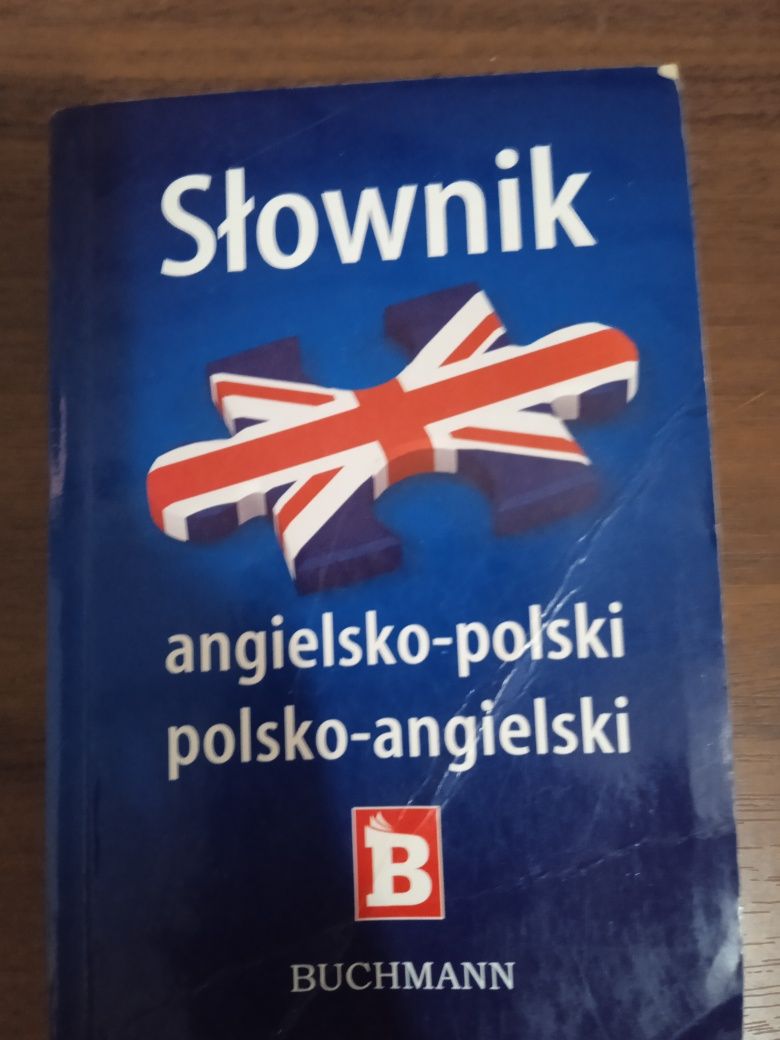 Słownik
angielsko-polski
polsko-angielski
B
BUCHMANN